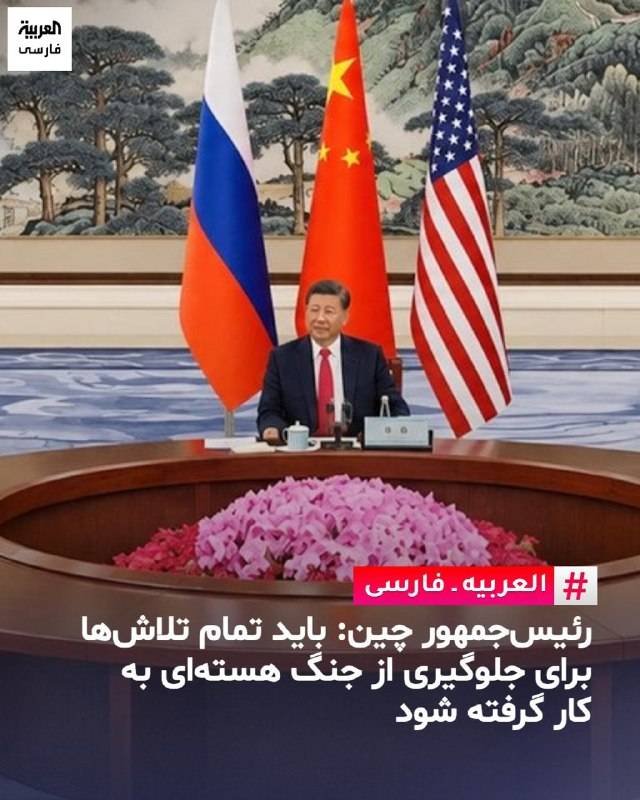 العربية
فارسی
# العربیه ـ فارسی
رئیس‌جمهور چین: باید تمام تلاش‌ها
برای جلوگیری از جنگ هسته‌ای به
کار گرفته شود